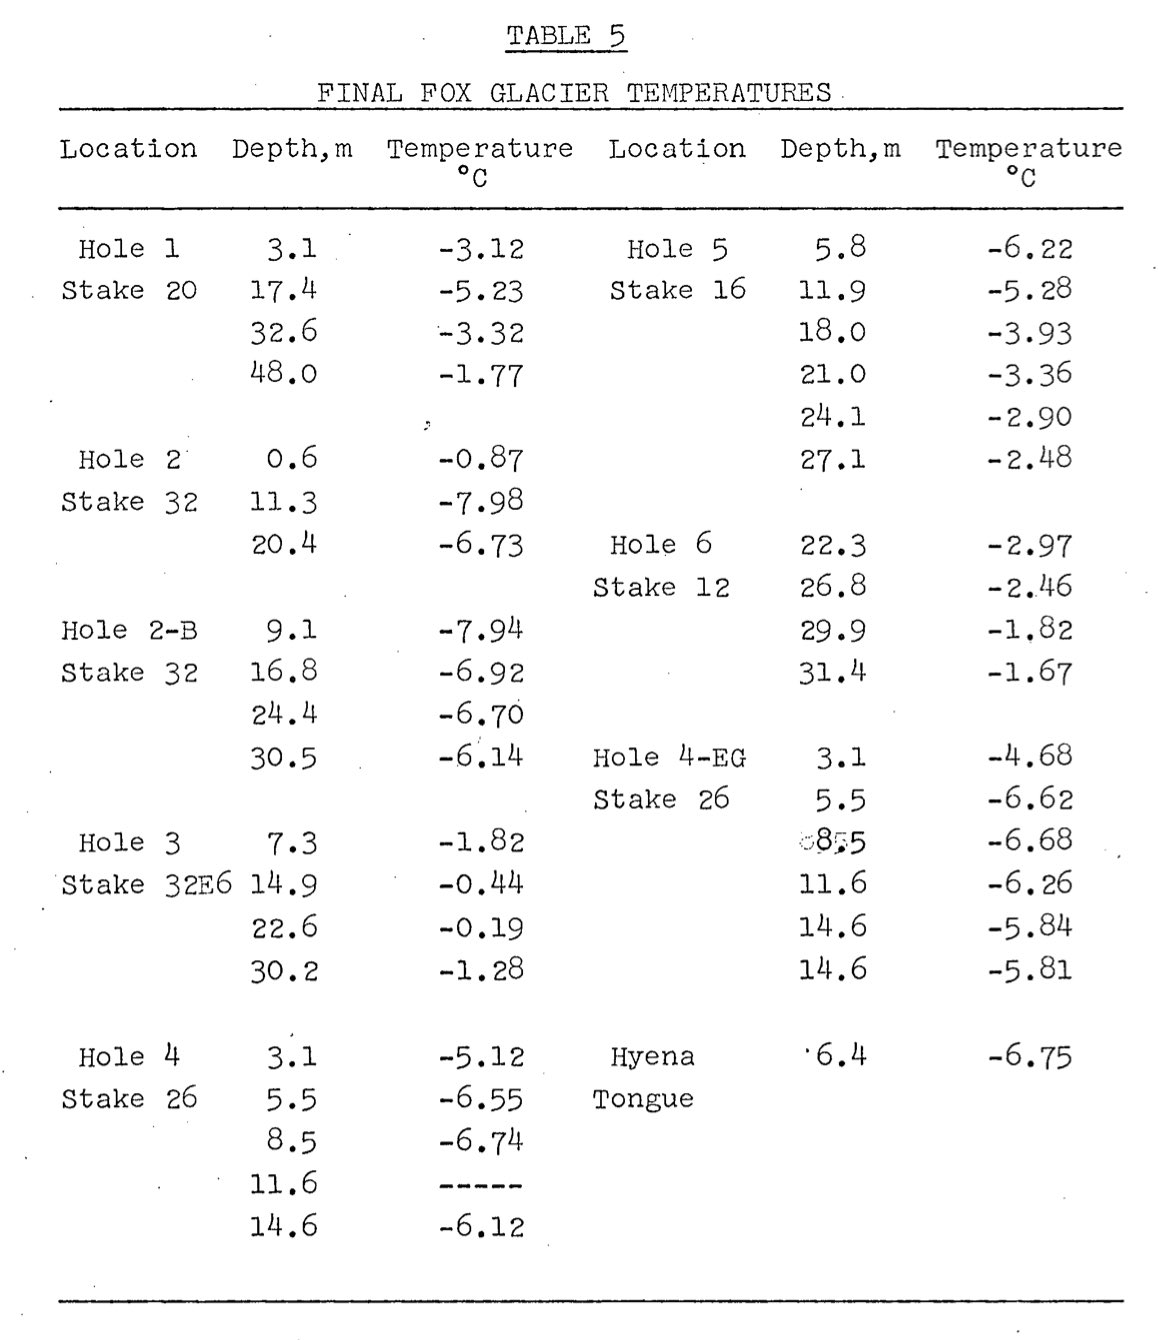 TABLE 5
FINAL FOX GLACIER TEMPERATURES
Location Depth,m Temperature °C Location Depth,m Temperature °C
Hole 1 3.1 -3.12 Hole 5 5.8 -6.22
Stake 20 17.4 -5.23 Stake 16 11.9 -5.28
32.6 -3.32 18.0 -3.93
48.0 -1.77 21.0 -3.36
24.1 -2.90
Hole 2 0.6 -0.87 27.1 -2.48
Stake 32 11.3 -7.98
20.4 -6.73 Hole 6 22.3 -2.97
Stake 12 26.8 -2.46
Hole 2-B 9.1 -7.94 29.9 -1.82
Stake 32 16.8 -6.92 31.4 -1.67
24.4 -6.70
30.5 -6.14 Hole 4-EG 3.1 -4.68
Stake 26 5.5 -6.62
Hole 3 7.3 -1.82 8.5 -6.68
Stake 32E6 14.9 -0.44 11.6 -6.26
22.6 -0.19 14.6 -5.84
30.2 -1.28 14.6 -5.81
Hole 4 3.1 -5.12 Hyena 6.4 -6.75
Stake 26 5.5 -6.55 Tongue
8.5 -6.74
11.6 -----
14.6 -6.12